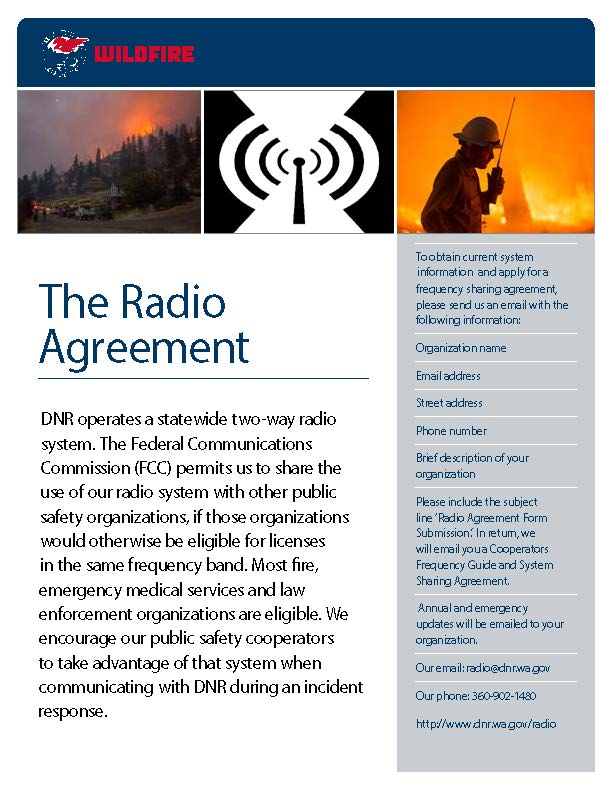 WILDFIRE
The Radio
Agreement
DNR operates a statewide two-way radio
system. The Federal Communications
Commission (FCC) permits us to share the
use of our radio system with other public
safety organizations, if those organizations
would otherwise be eligible for licenses
in the same frequency band. Most fire,
emergency medical services and law
enforcement organizations are eligible. We
encourage our public safety cooperators
to take advantage of that system when
communicating with DNR during an incident
response.
To obtain current system
information and apply for a
frequency sharing agreement,
please send us an email with the
following information:
Organization name
Email address
Street address
Phone number
Brief description of your
organization
Please include the subject
line ‘Radio Agreement Form
Submission.’ In return, we
will email you a Cooperators
Frequency Guide and System
Sharing Agreement.
Annual and emergency
updates will be emailed to your
organization.
Our email: radio@dnr.wa.gov
Our phone: 360-902-1480
http://www.dnr.wa.gov/radio